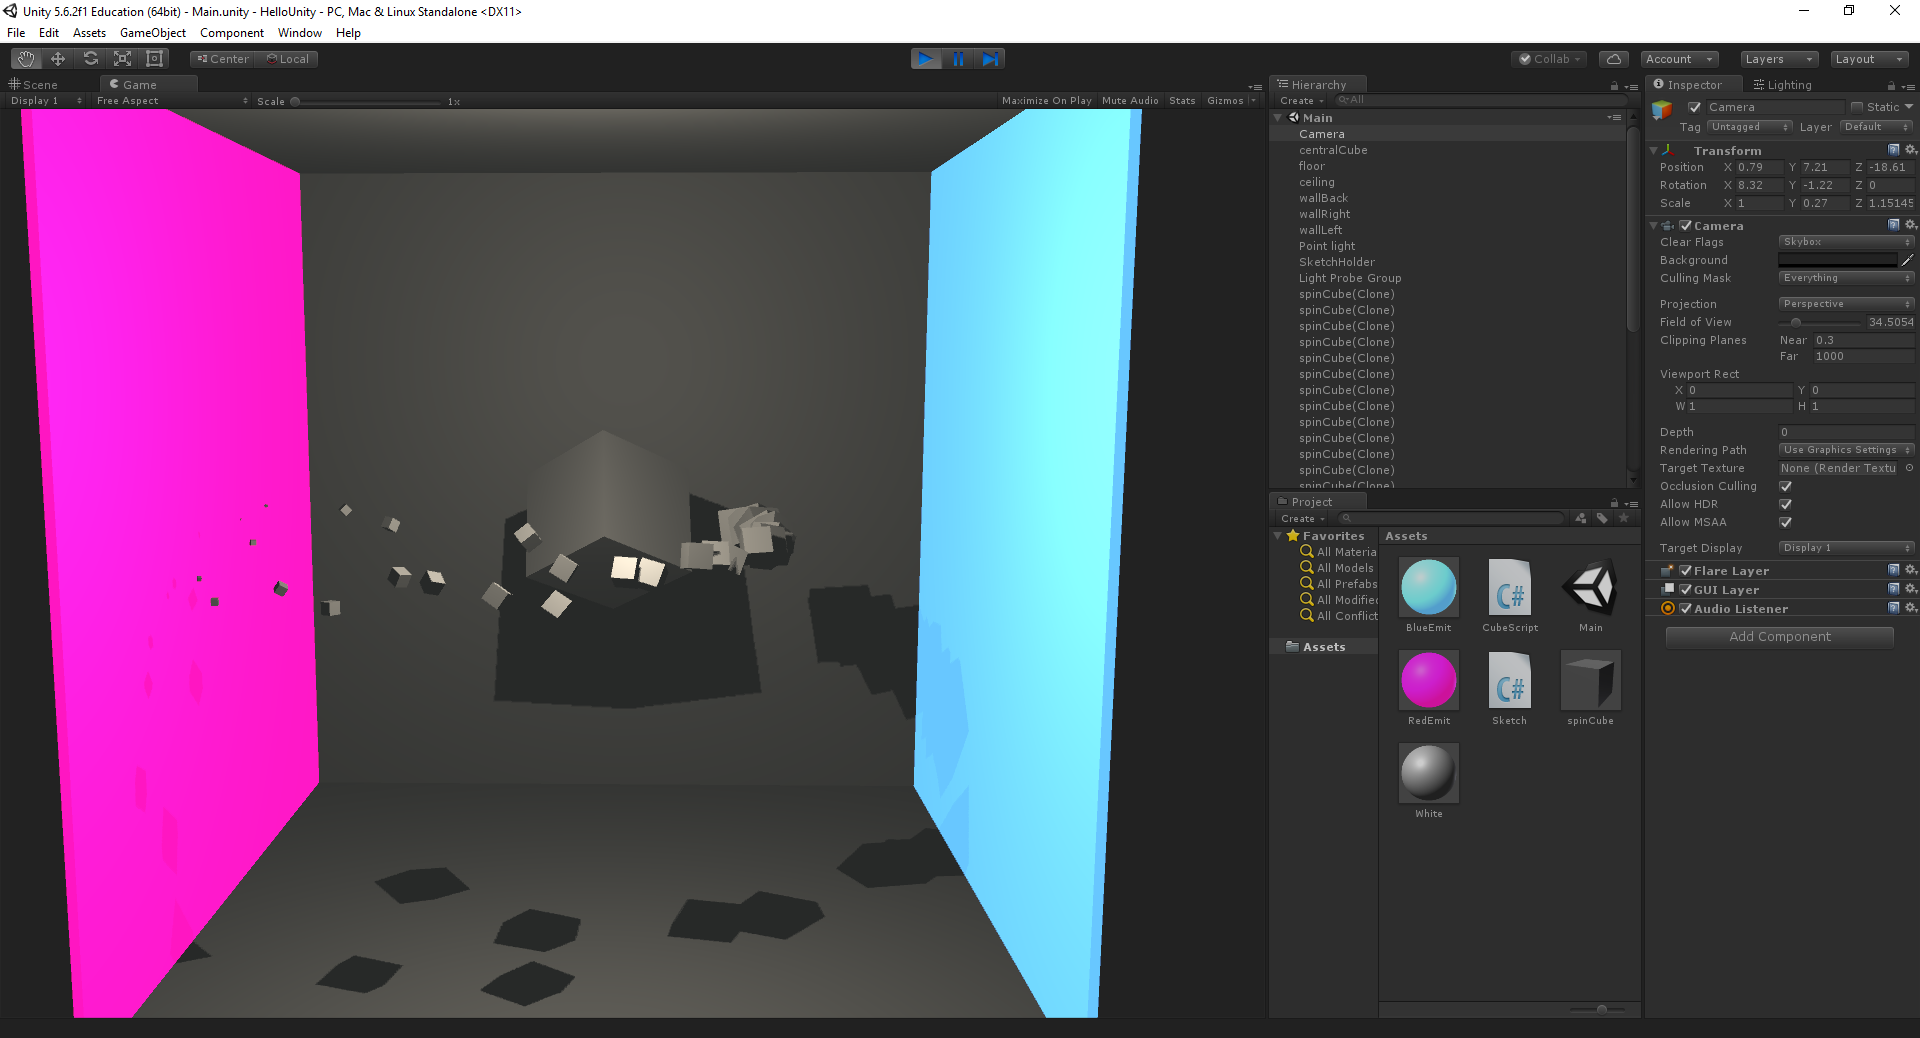 Unity 5.6.2f1 Education (64bit) - Main.unity - HelloUnity - PC, Mac & Linux Standalone <DX11>
File Edit Assets GameObject Component Window Help
Center Local Collab Account Layers Layout
Scene Game
Display 1 Free Aspect Scale 1x Maximize On Play Mute Audio Stats Gizmos
Hierarchy
Create All
Main
Camera
centralCube
floor
ceiling
wallBack
wallRight
wallLeft
Point light
SketchHolder
Light Probe Group
spinCube(Clone)
spinCube(Clone)
spinCube(Clone)
spinCube(Clone)
spinCube(Clone)
spinCube(Clone)
spinCube(Clone)
spinCube(Clone)
spinCube(Clone)
spinCube(Clone)
spinCube(Clone)
spinCube(Clone)
spinCube(Clone)
Project
Create
Favorites
All Materia
All Models
All Prefabs
All Modifie
All Conflict
Assets
Assets
BlueEmit CubeScript Main
RedEmit Sketch spinCube
White
C#
C#
Inspector Lighting
Camera Static
Tag Untagged Layer Default
Transform
Position X 0.79 Y 7.21 Z -18.61
Rotation X 8.32 Y -1.22 Z 0
Scale X 1 Y 0.27 Z 1.15145
Camera
Clear Flags Skybox
Background
Culling Mask Everything
Projection Perspective
Field of View 34.5054
Clipping Planes Near 0.3
Far 1000
Viewport Rect
X 0 Y 0
W 1 H 1
Depth 0
Rendering Path Use Graphics Settings
Target Texture None (Render Textu
Occlusion Culling
Allow HDR
Allow MSAA
Target Display Display 1
Flare Layer
GUI Layer
Audio Listener
Add Component